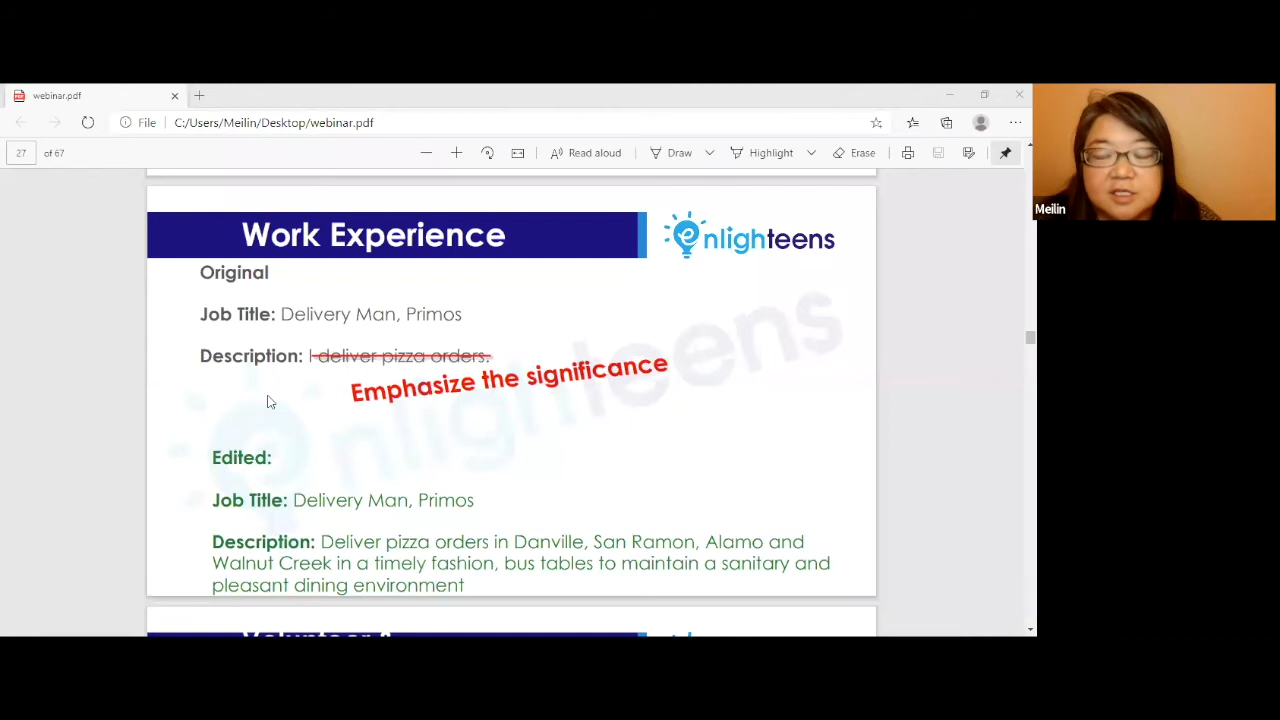 webinar.pdf
File C:/Users/Meilin/Desktop/webinar.pdf
27 of 67 Read aloud Draw Highlight Erase
Meilin
Work Experience
enlighteens
Original
Job Title: Delivery Man, Primos
Description: I deliver pizza orders.
Emphasize the significance
enlighteens
Edited:
Job Title: Delivery Man, Primos
Description: Deliver pizza orders in Danville, San Ramon, Alamo and
Walnut Creek in a timely fashion, bus tables to maintain a sanitary and
pleasant dining environment